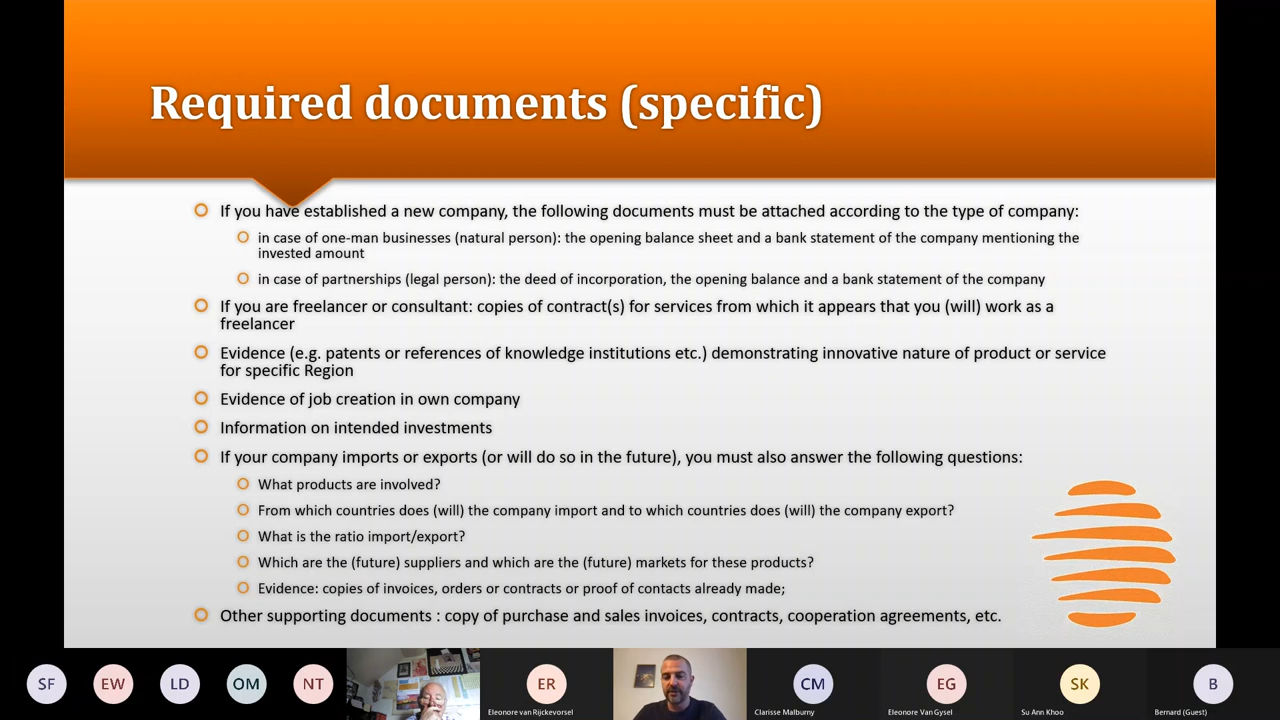 Required documents (specific)
If you have established a new company, the following documents must be attached according to the type of company:
in case of one-man businesses (natural person): the opening balance sheet and a bank statement of the company mentioning the
invested amount
in case of partnerships (legal person): the deed of incorporation, the opening balance and a bank statement of the company
If you are freelancer or consultant: copies of contract(s) for services from which it appears that you (will) work as a
freelancer
Evidence (e.g. patents or references of knowledge institutions etc.) demonstrating innovative nature of product or service
for specific Region
Evidence of job creation in own company
Information on intended investments
If your company imports or exports (or will do so in the future), you must also answer the following questions:
What products are involved?
From which countries does (will) the company import and to which countries does (will) the company export?
What is the ratio import/export?
Which are the (future) suppliers and which are the (future) markets for these products?
Evidence: copies of invoices, orders or contracts or proof of contacts already made;
Other supporting documents : copy of purchase and sales invoices, contracts, cooperation agreements, etc.
SF EW LD OM NT ER CM EG SK B
Eleonore van Rijckevorsel Clarisse Malburny Eleonore Van Gysel Su Ann Khoo Bernard (Guest)